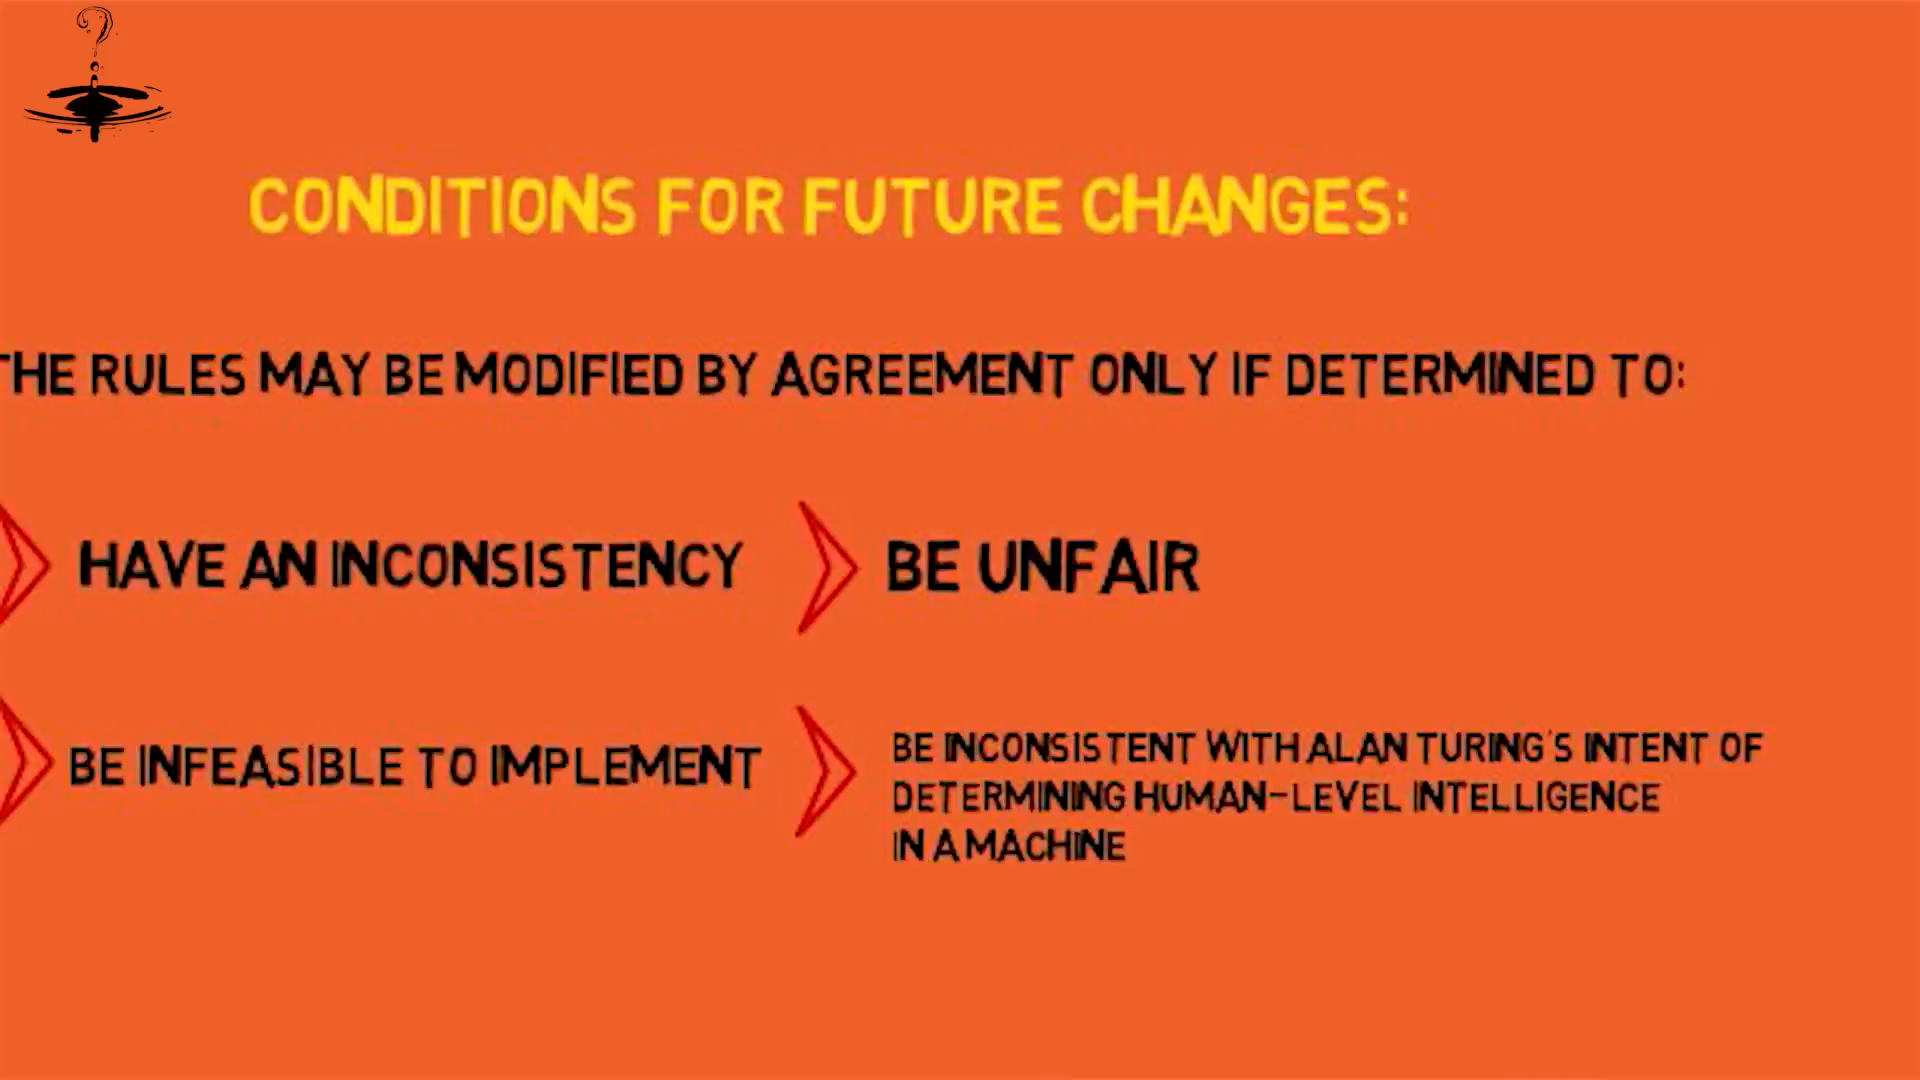 CONDITIONS FOR FUTURE CHANGES:
THE RULES MAY BE MODIFIED BY AGREEMENT ONLY IF DETERMINED TO:
HAVE AN INCONSISTENCY
BE UNFAIR
BE INFEASIBLE TO IMPLEMENT
BE INCONSISTENT WITH ALAN TURING'S INTENT OF
DETERMINING HUMAN-LEVEL INTELLIGENCE
IN A MACHINE